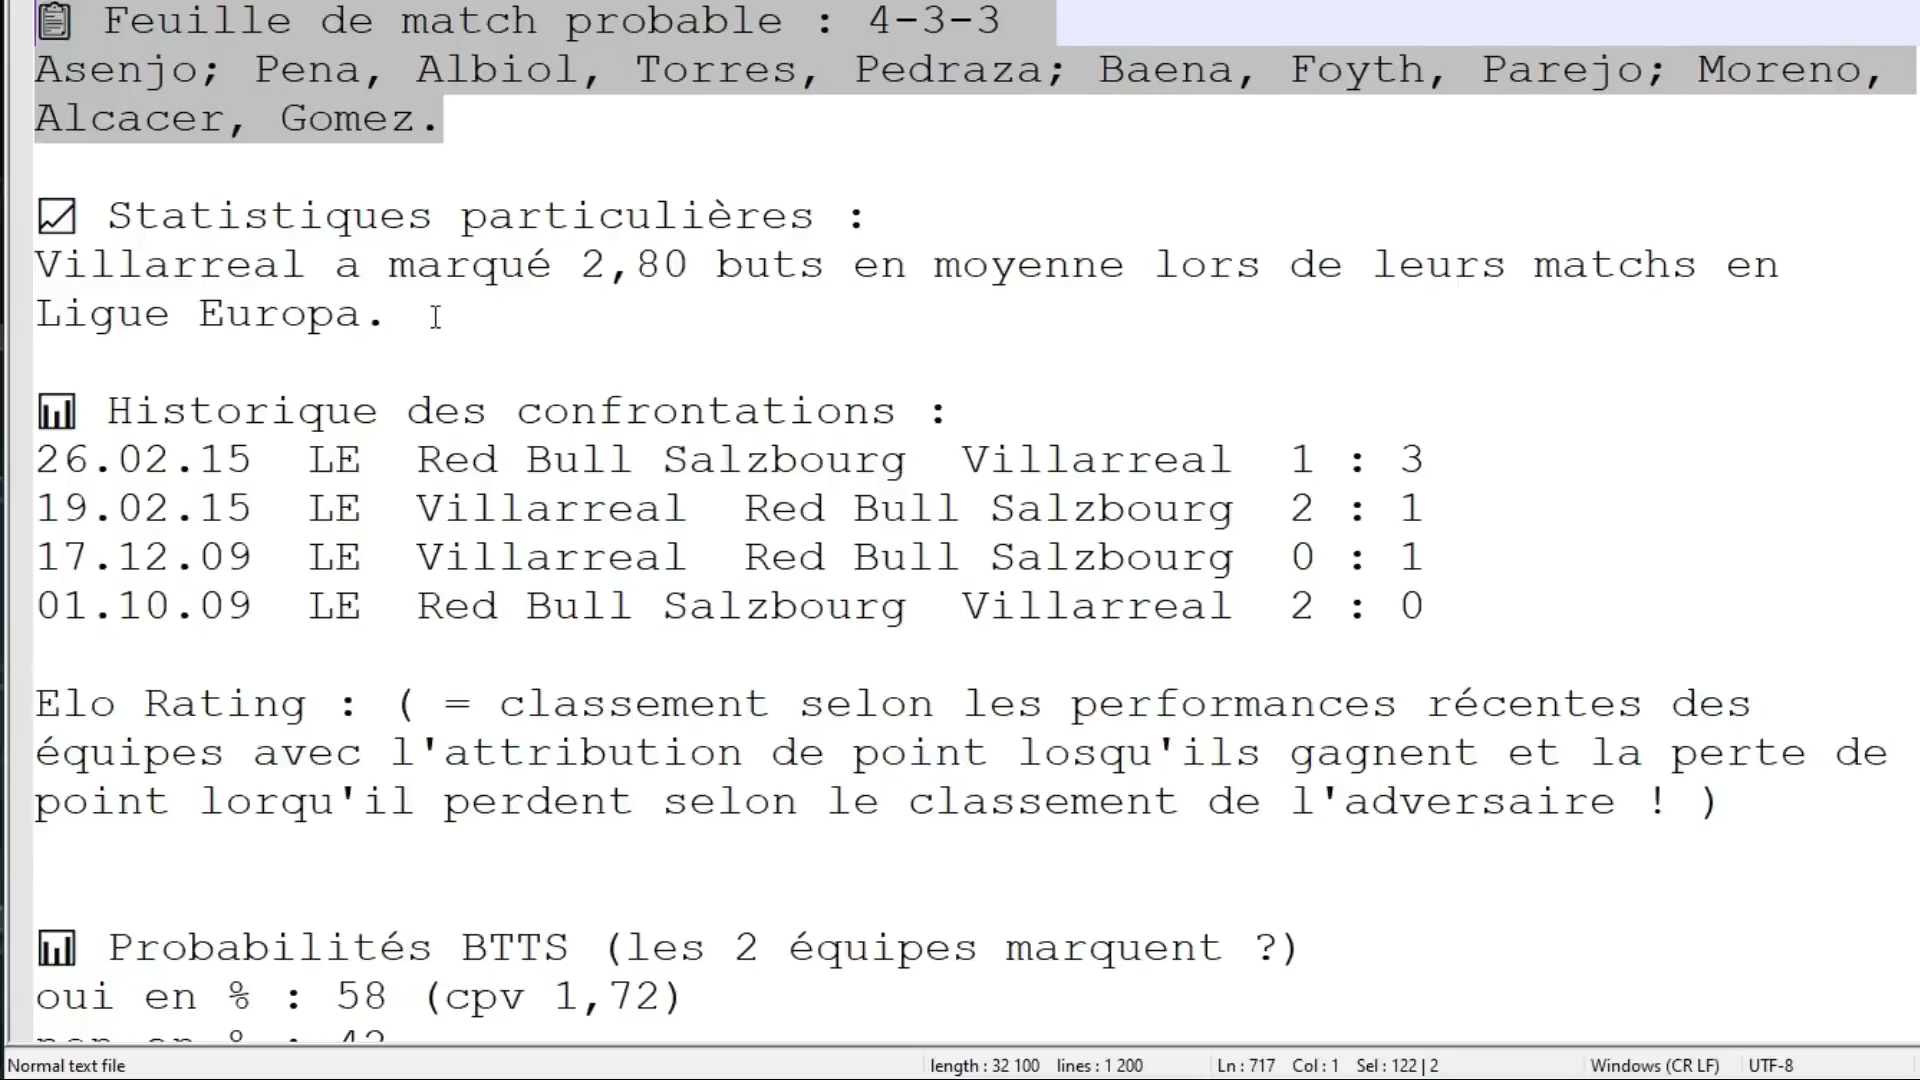 Feuille de match probable : 4-3-3
Asenjo; Pena, Albiol, Torres, Pedraza; Baena, Foyth, Parejo; Moreno,
Alcacer, Gomez.
Statistiques particulières :
Villarreal a marqué 2,80 buts en moyenne lors de leurs matchs en
Ligue Europa.
Historique des confrontations :
26.02.15 LE Red Bull Salzbourg Villarreal 1 : 3
19.02.15 LE Villarreal Red Bull Salzbourg 2 : 1
17.12.09 LE Villarreal Red Bull Salzbourg 0 : 1
01.10.09 LE Red Bull Salzbourg Villarreal 2 : 0
Elo Rating : ( = classement selon les performances récentes des
équipes avec l'attribution de point losqu'ils gagnent et la perte de
point lorqu'il perdent selon le classement de l'adversaire ! )
Probabilités BTTS (les 2 équipes marquent ?)
oui en % : 58 (cpv 1,72)
non en % : 42
Normal text file length : 32 100 lines : 1 200 Ln : 717 Col : 1 Sel : 122 | 2 Windows (CR LF) UTF-8